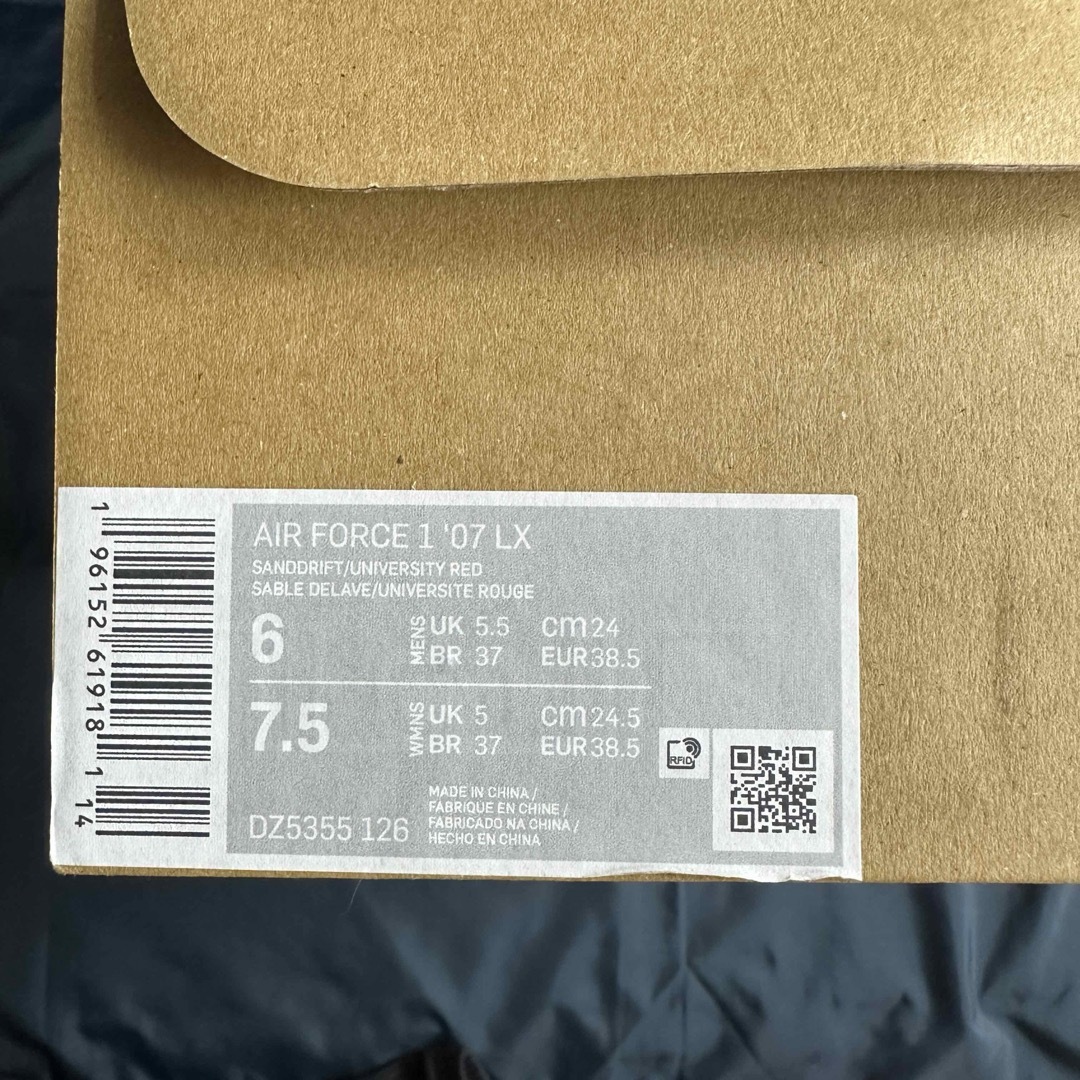 AIR FORCE 1 '07 LX
SANDDRIFT/UNIVERSITY RED
SABLE DELAVE/UNIVERSITE ROUGE
6 MENS UK 5.5 cm 24
BR 37 EUR 38.5
7.5 WMNS UK 5 cm 24.5
BR 37 EUR 38.5
RFID
MADE IN CHINA /
FABRIQUE EN CHINE /
FABRICADO NA CHINA /
HECHO EN CHINA
DZ5355 126
1 96152 61918 1 14